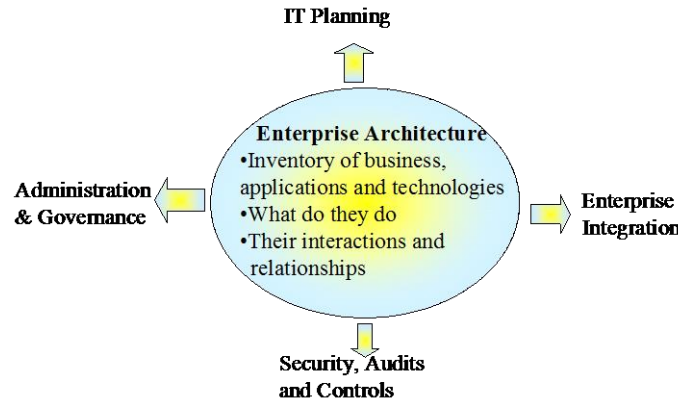 IT Planning
Enterprise Architecture
•Inventory of business,
applications and technologies
•What do they do
•Their interactions and
relationships
Administration
& Governance
Enterprise
Integration
Security, Audits
and Controls